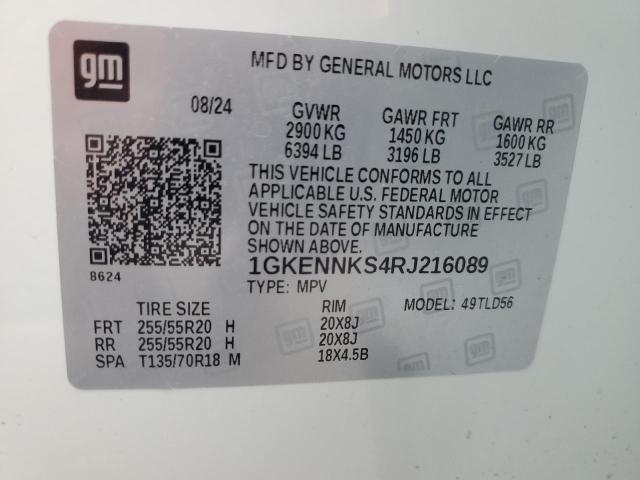 gm
MFD BY GENERAL MOTORS LLC
08/24
GVWR GAWR FRT GAWR RR
2900 KG 1450 KG 1600 KG
6394 LB 3196 LB 3527 LB
THIS VEHICLE CONFORMS TO ALL
APPLICABLE U.S. FEDERAL MOTOR
VEHICLE SAFETY STANDARDS IN EFFECT
ON THE DATE OF MANUFACTURE
SHOWN ABOVE.
8624
1GKENNKS4RJ216089
TYPE: MPV
TIRE SIZE RIM MODEL: 49TLD56
FRT 255/55R20 H 20X8J
RR 255/55R20 H 20X8J
SPA T135/70R18 M 18X4.5B